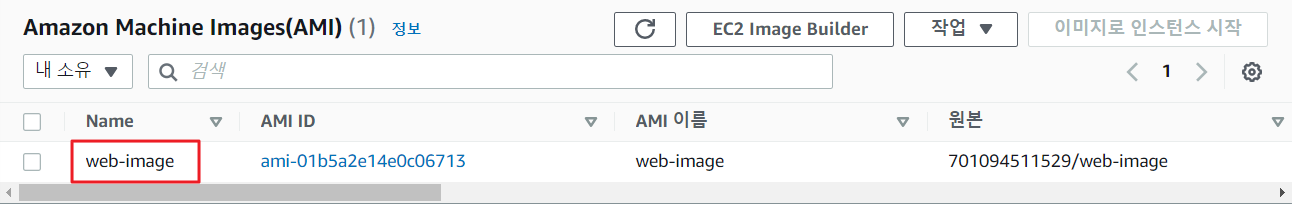 Amazon Machine Images(AMI) (1) 정보 EC2 Image Builder 작업 이미지로 인스턴스 시작
내 소유 검색 1
Name AMI ID AMI 이름 원본
web-image ami-01b5a2e14e0c06713 web-image 701094511529/web-image